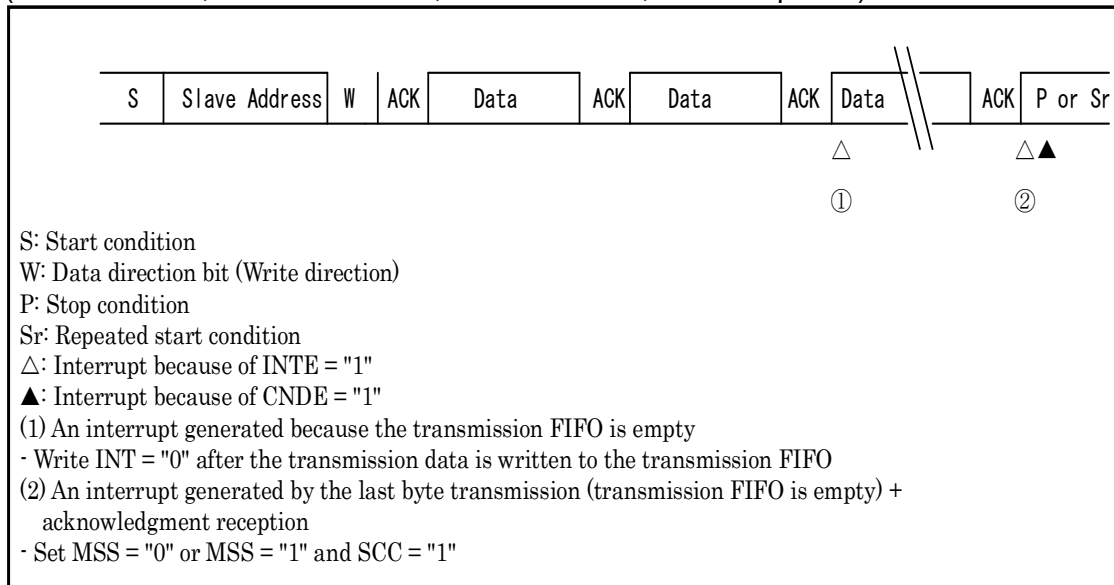 S Slave Address W ACK Data ACK Data ACK Data ACK P or Sr
△ △▲
① ②
S: Start condition
W: Data direction bit (Write direction)
P: Stop condition
Sr: Repeated start condition
△: Interrupt because of INTE = "1"
▲: Interrupt because of CNDE = "1"
(1) An interrupt generated because the transmission FIFO is empty
- Write INT = "0" after the transmission data is written to the transmission FIFO
(2) An interrupt generated by the last byte transmission (transmission FIFO is empty) +
acknowledgment reception
- Set MSS = "0" or MSS = "1" and SCC = "1"